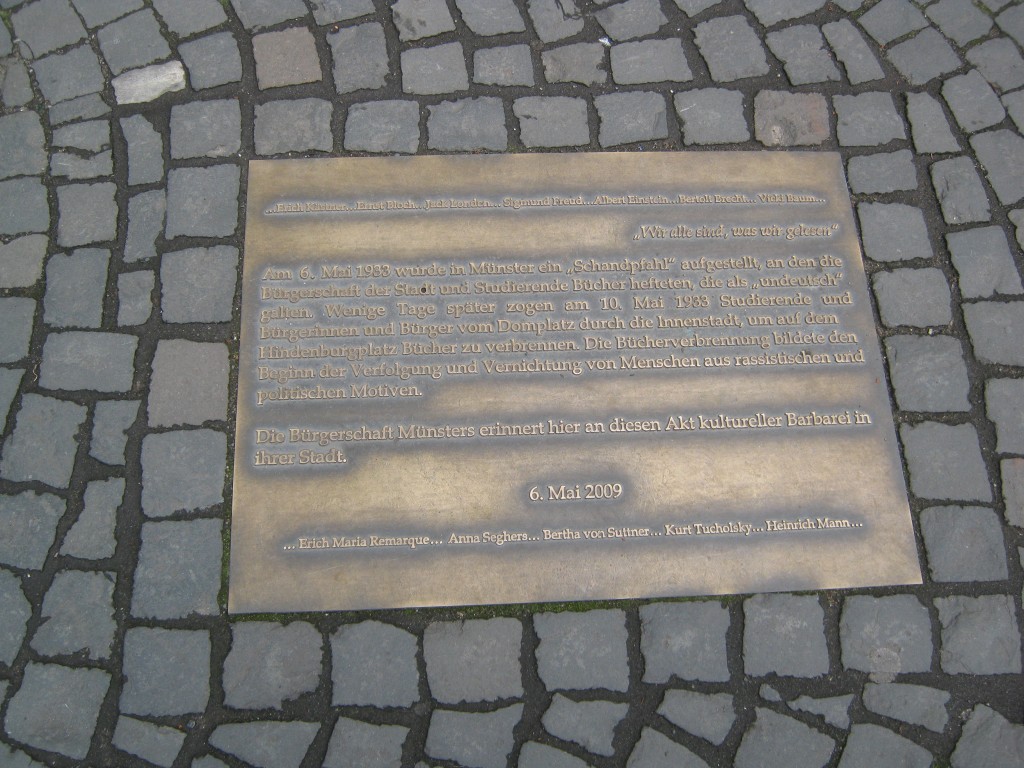 ...Erich Kästner...Ernst Bloch...Jack London...Sigmund Freud...Albert Einstein...Bertolt Brecht...Vicki Baum...
„Wir alle sind, was wir gelesen“
Am 6. Mai 1933 wurde in Münster ein „Schandpfahl“ aufgestellt, an den die
Bürgerschaft der Stadt und Studierende Bücher hefteten, die als „undeutsch“
galten. Wenige Tage später zogen am 10. Mai 1933 Studierende und
Bürgerinnen und Bürger vom Domplatz durch die Innenstadt, um auf dem
Hindenburgplatz Bücher zu verbrennen. Die Bücherverbrennung bildete den
Beginn der Verfolgung und Vernichtung von Menschen aus rassistischen und
politischen Motiven.
Die Bürgerschaft Münsters erinnert hier an diesen Akt kultureller Barbarei in
ihrer Stadt.
6. Mai 2009
... Erich Maria Remarque... Anna Seghers... Bertha von Suttner... Kurt Tucholsky... Heinrich Mann...